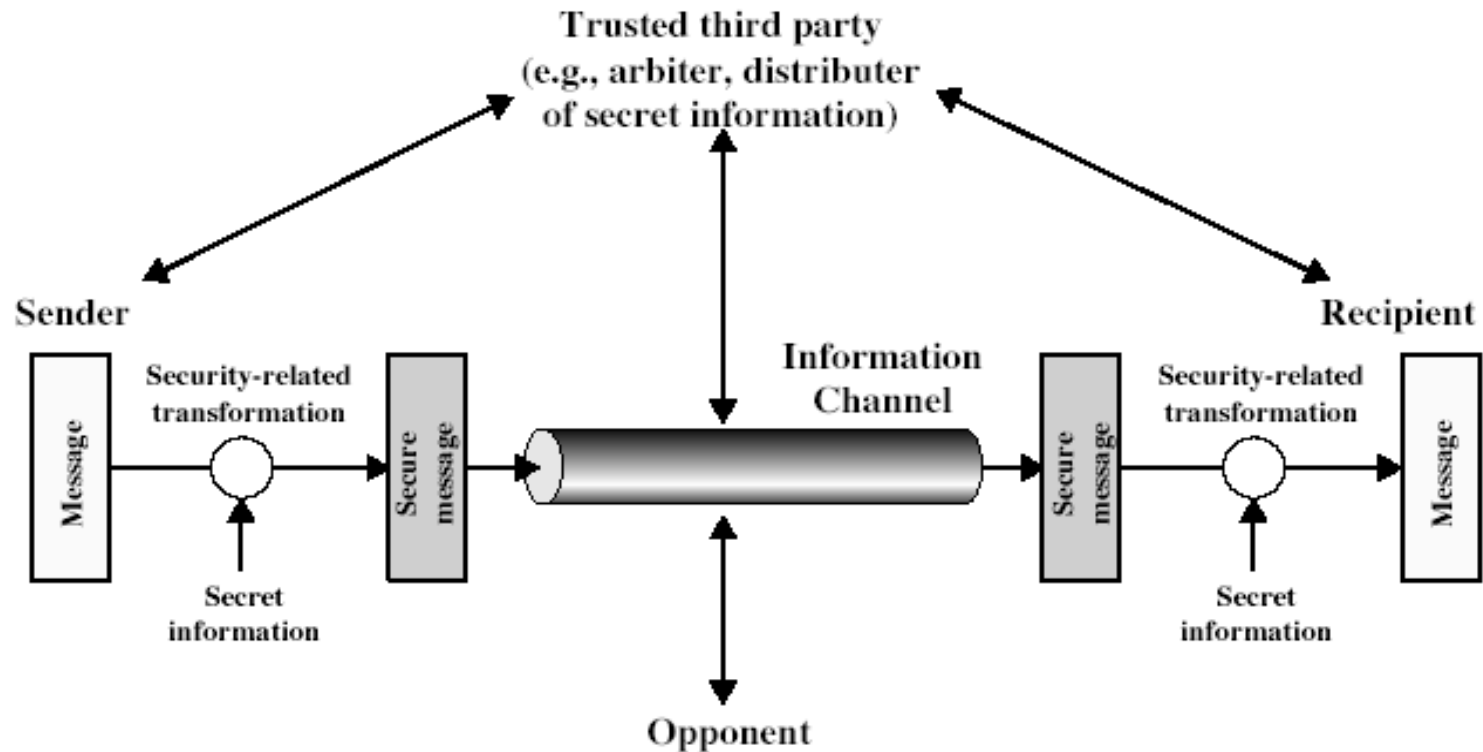 Trusted third party
(e.g., arbiter, distributer
of secret information)
Sender
Recipient
Information
Channel
Message
Security-related
transformation
Secret
information
Secure
message
Secure
message
Security-related
transformation
Secret
information
Message
Opponent